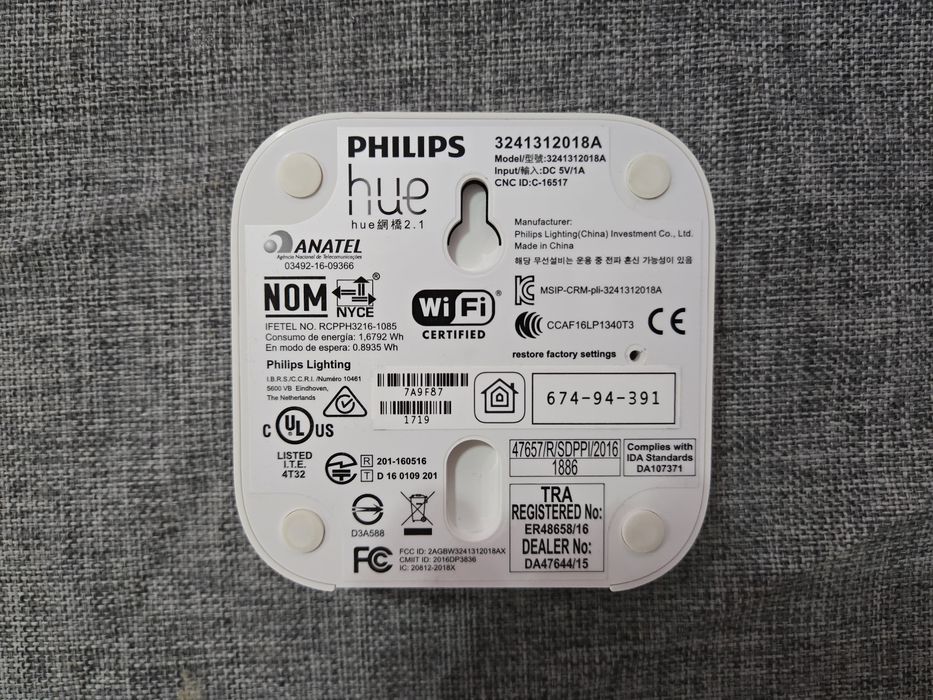 PHILIPS
hue
hue網橋2.1
3241312018A
Model/型號:3241312018A
Input/輸入:DC 5V/1A
CNC ID:C-16517
Manufacturer:
Philips Lighting(China) Investment Co., Ltd.
Made in China
해당 무선설비는 운용 중 전파 혼신 가능성이 있음
ANATEL
Agência Nacional de Telecomunicações
03492-16-09366
NOM
NYCE
®
IFETEL NO. RCPPH3216-1085
Consumo de energía: 1,6792 Wh
En modo de espera: 0.8935 Wh
Wi Fi ®
CERTIFIED
MSIP-CRM-pli-3241312018A
CCAF16LP1340T3
CE
restore factory settings
Philips Lighting
I.B.R.S./C.C.R.I. /Numéro 10461
5600 VB Eindhoven,
The Netherlands
7A9F87
1719
674-94-391
C UL US
LISTED
I.T.E.
4T32
R 201-160516
T D 16 0109 201
47657/R/SDPPI/2016
1886
Complies with
IDA Standards
DA107371
D3A588
TRA
REGISTERED No:
ER48658/16
DEALER No:
DA47644/15
FC
FCC ID: 2AGBW3241312018AX
CMIIT ID: 2016DP3836
IC: 20812-2018X